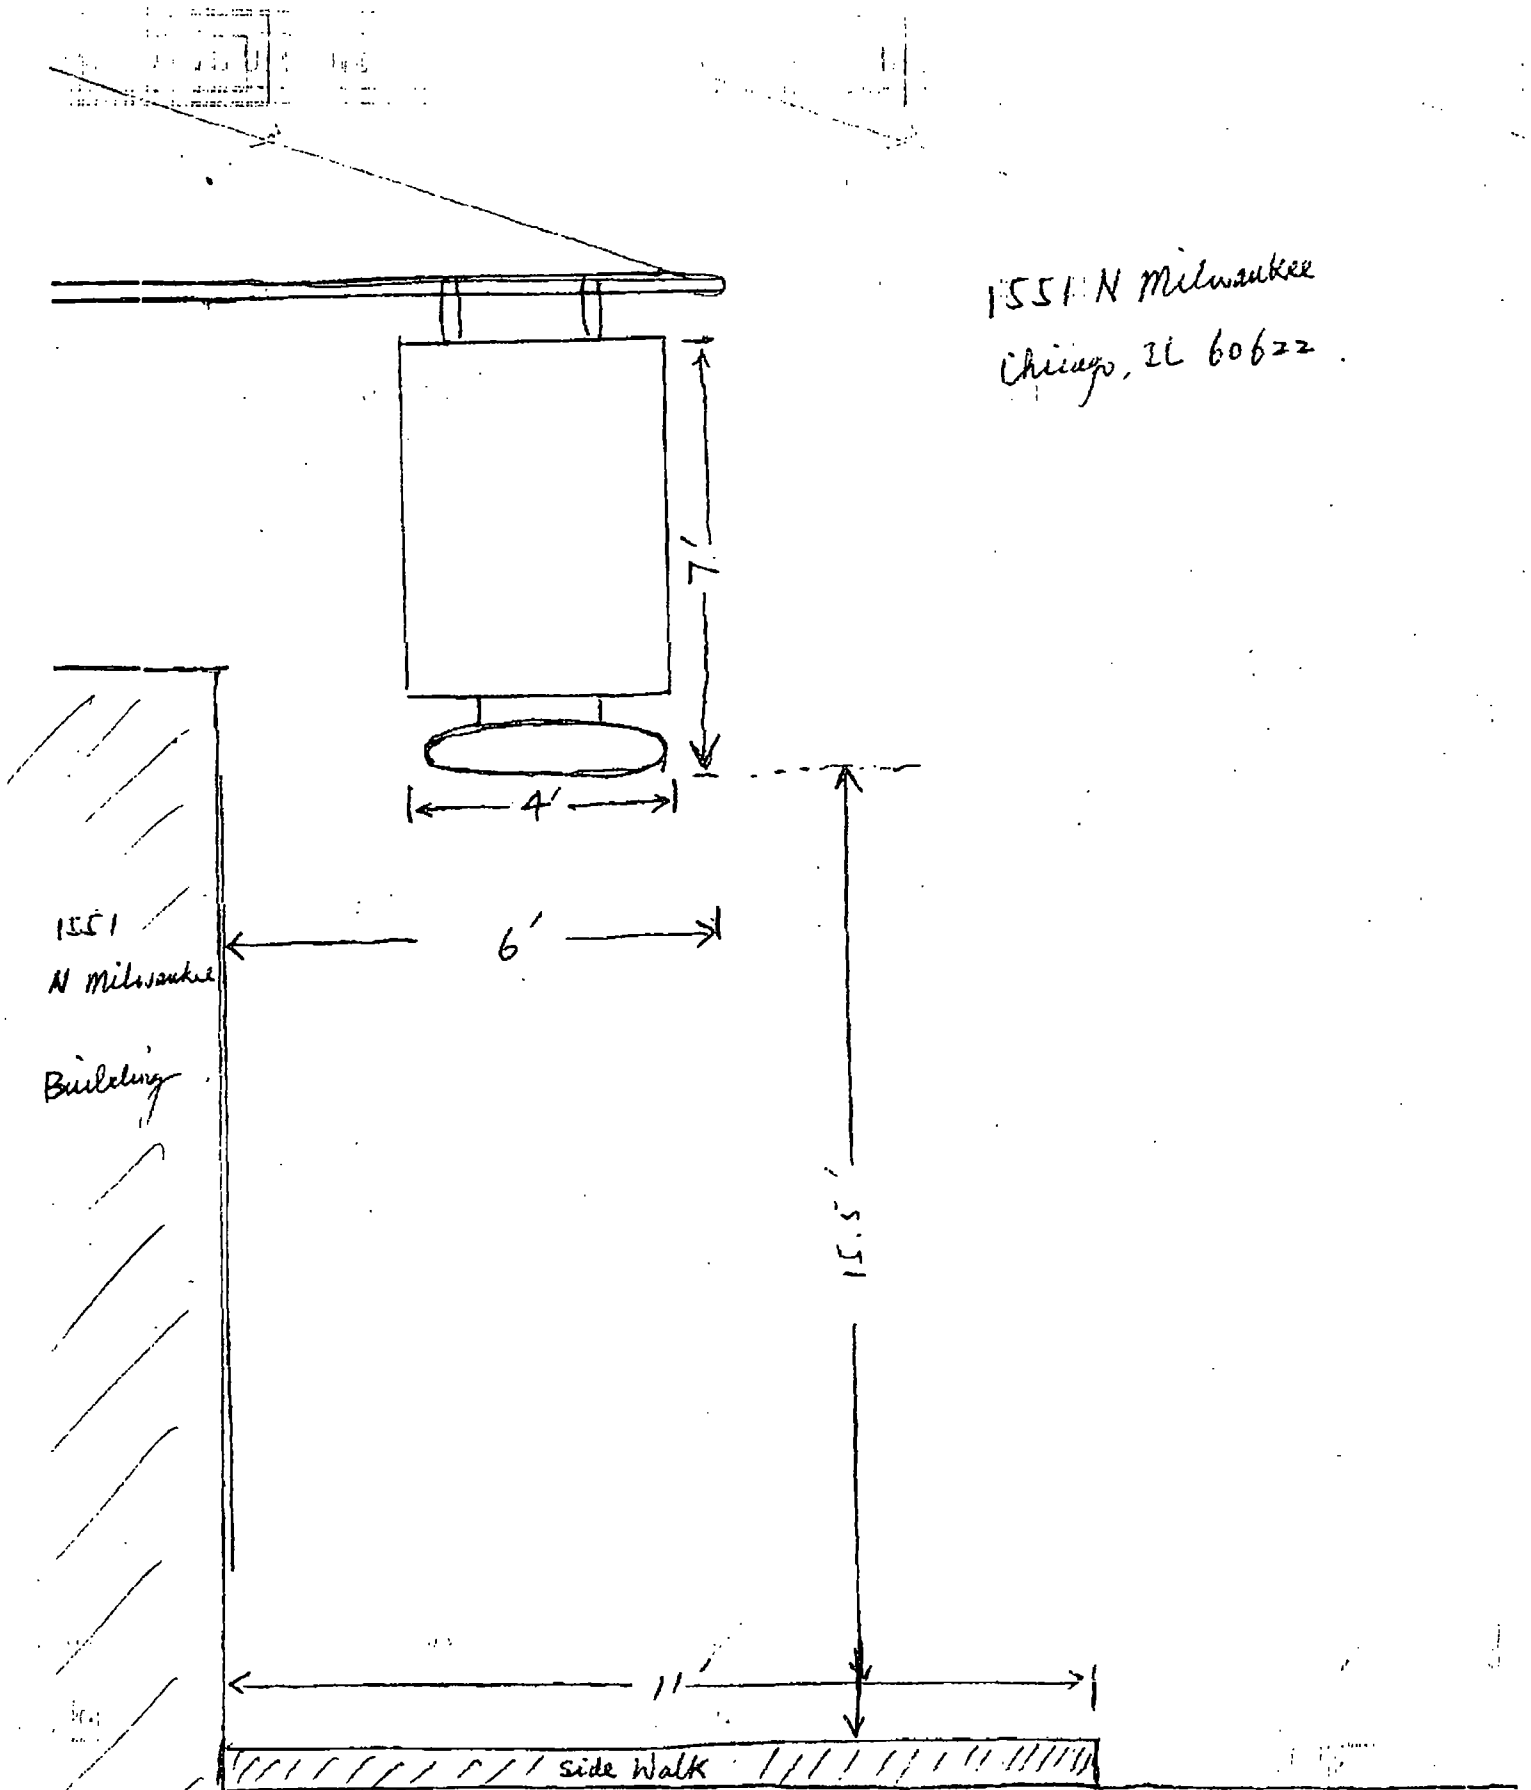 1551 N Milwaukee
Chicago, IL 60622.
7'
4'
6'
1551
N Milwaukee
Building
15.5'
11'
Side Walk